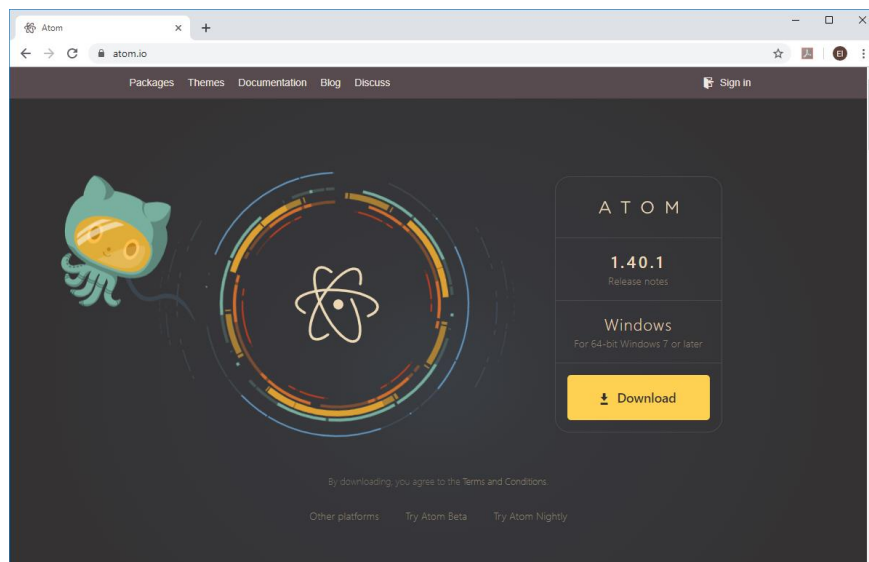 Atom
atom.io
EI
Packages Themes Documentation Blog Discuss Sign in
ATOM
1.40.1
Release notes
Windows
For 64-bit Windows 7 or later
Download
By downloading, you agree to the Terms and Conditions
Other platforms Try Atom Beta Try Atom Nightly